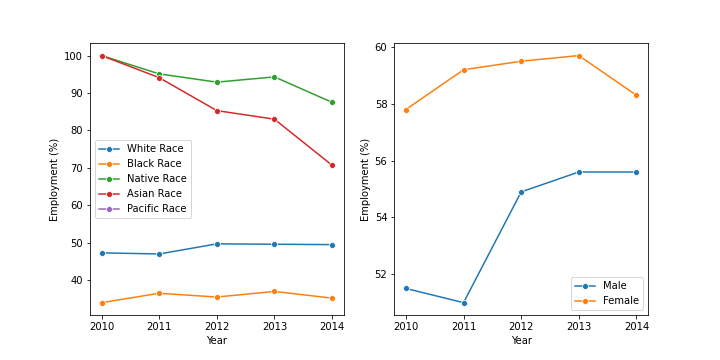 100
90
80
70
60
50
40
Employment (%)
White Race
Black Race
Native Race
Asian Race
Pacific Race
2010 2011 2012 2013 2014
Year
60
58
56
54
52
Employment (%)
Male
Female
2010 2011 2012 2013 2014
Year